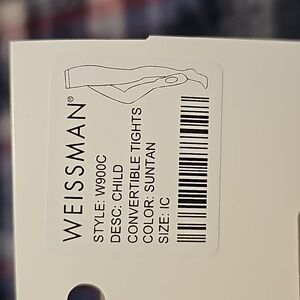 WEISSMAN®
STYLE: W900C
DESC: CHILD
CONVERTIBLE TIGHTS
COLOR: SUNTAN
SIZE: IC